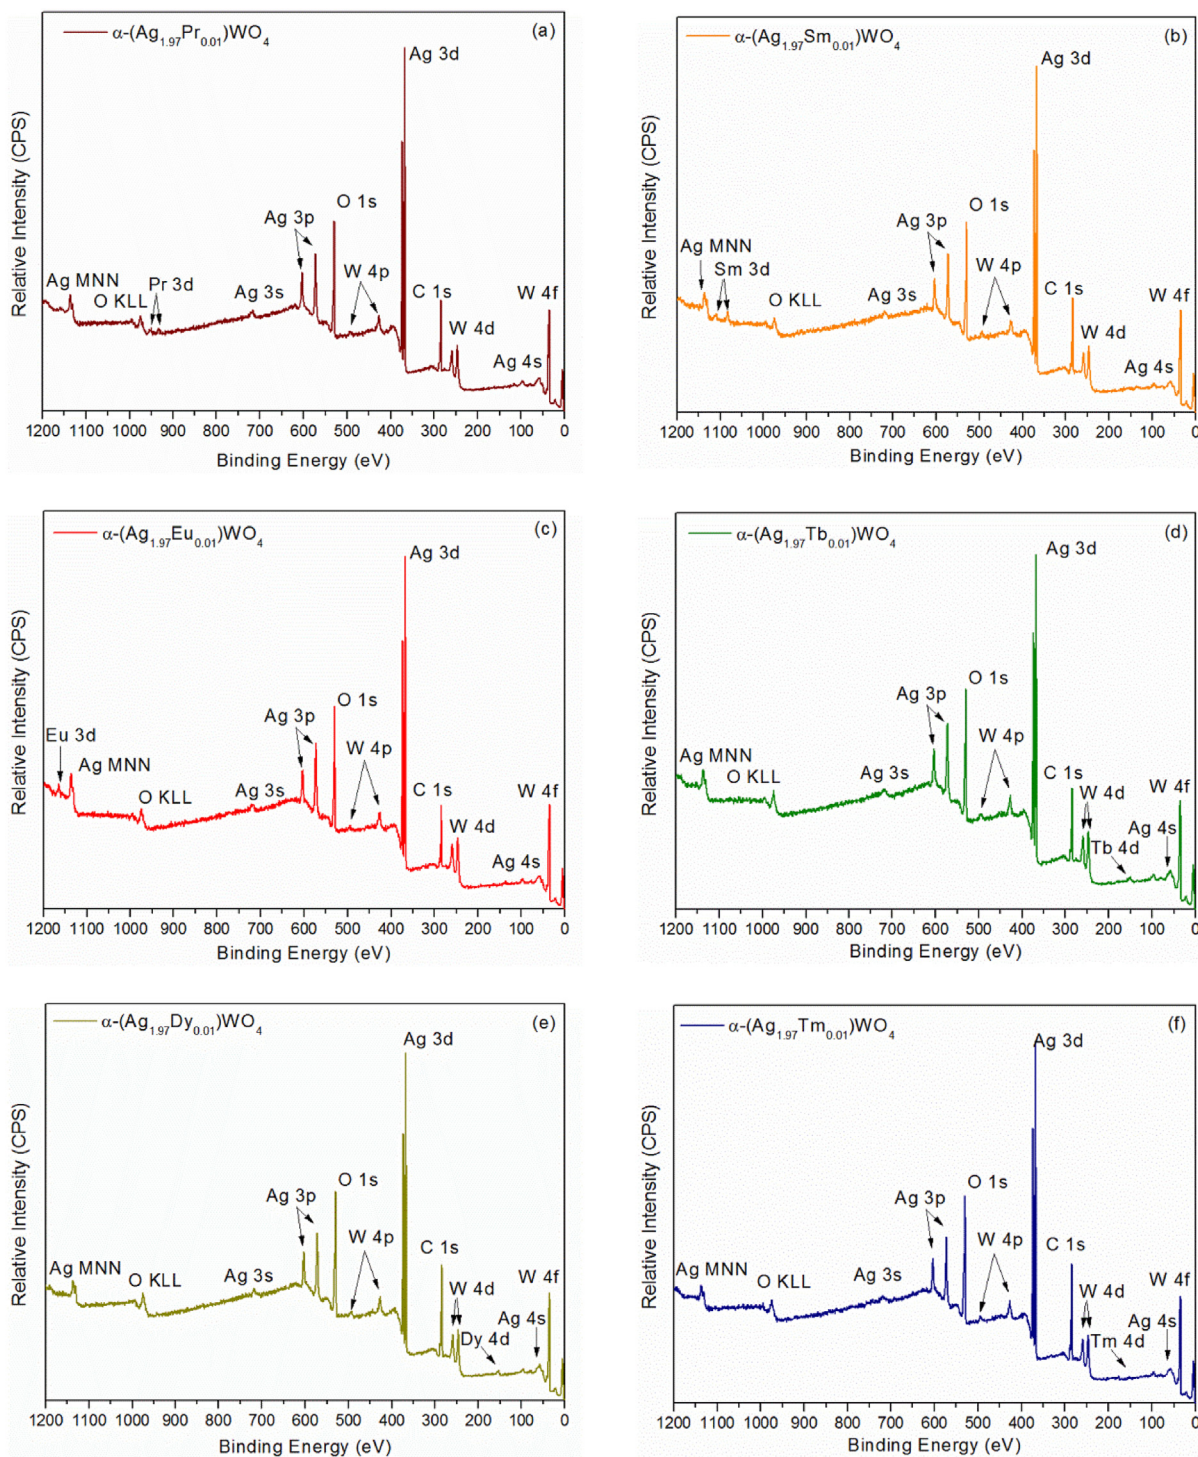 α-(Ag1.97Pr0.01)WO4
(a)
Ag 3d
O 1s
Ag 3p
W 4p
Ag MNN
Pr 3d
O KLL
Ag 3s
C 1s
W 4f
W 4d
Ag 4s
Relative Intensity (CPS)
1200 1100 1000 900 800 700 600 500 400 300 200 100 0
Binding Energy (eV)
α-(Ag1.97Sm0.01)WO4
(b)
Ag 3d
O 1s
Ag 3p
Ag MNN
Sm 3d
W 4p
O KLL
Ag 3s
C 1s
W 4f
W 4d
Ag 4s
Relative Intensity (CPS)
1200 1100 1000 900 800 700 600 500 400 300 200 100 0
Binding Energy (eV)
α-(Ag1.97Eu0.01)WO4
(c)
Ag 3d
O 1s
Ag 3p
Eu 3d
W 4p
Ag MNN
O KLL
Ag 3s
C 1s
W 4f
W 4d
Ag 4s
Relative Intensity (CPS)
1200 1100 1000 900 800 700 600 500 400 300 200 100 0
Binding Energy (eV)
α-(Ag1.97Tb0.01)WO4
(d)
Ag 3d
O 1s
Ag 3p
W 4p
Ag MNN
O KLL
Ag 3s
C 1s
W 4f
W 4d
Ag 4s
Tb 4d
Relative Intensity (CPS)
1200 1100 1000 900 800 700 600 500 400 300 200 100 0
Binding Energy (eV)
α-(Ag1.97Dy0.01)WO4
(e)
Ag 3d
O 1s
Ag 3p
W 4p
C 1s
Ag MNN
O KLL
Ag 3s
W 4f
W 4d
Ag 4s
Dy 4d
Relative Intensity (CPS)
1200 1100 1000 900 800 700 600 500 400 300 200 100 0
Binding Energy (eV)
α-(Ag1.97Tm0.01)WO4
(f)
Ag 3d
O 1s
Ag 3p
W 4p
C 1s
Ag MNN
O KLL
Ag 3s
W 4f
W 4d
Ag 4s
Tm 4d
Relative Intensity (CPS)
1200 1100 1000 900 800 700 600 500 400 300 200 100 0
Binding Energy (eV)